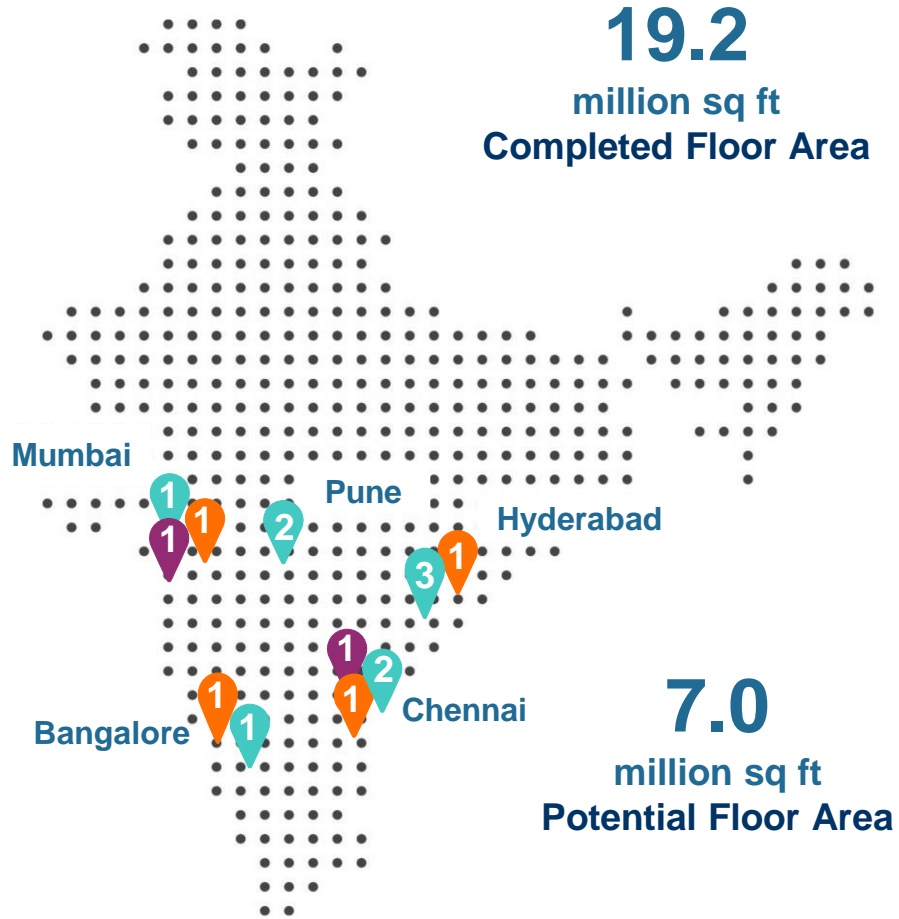 19.2
million sq ft
Completed Floor Area
Mumbai
1
1
1
Pune
2
Hyderabad
1
3
1
2
1
Chennai
1
1
Bangalore
7.0
million sq ft
Potential Floor Area